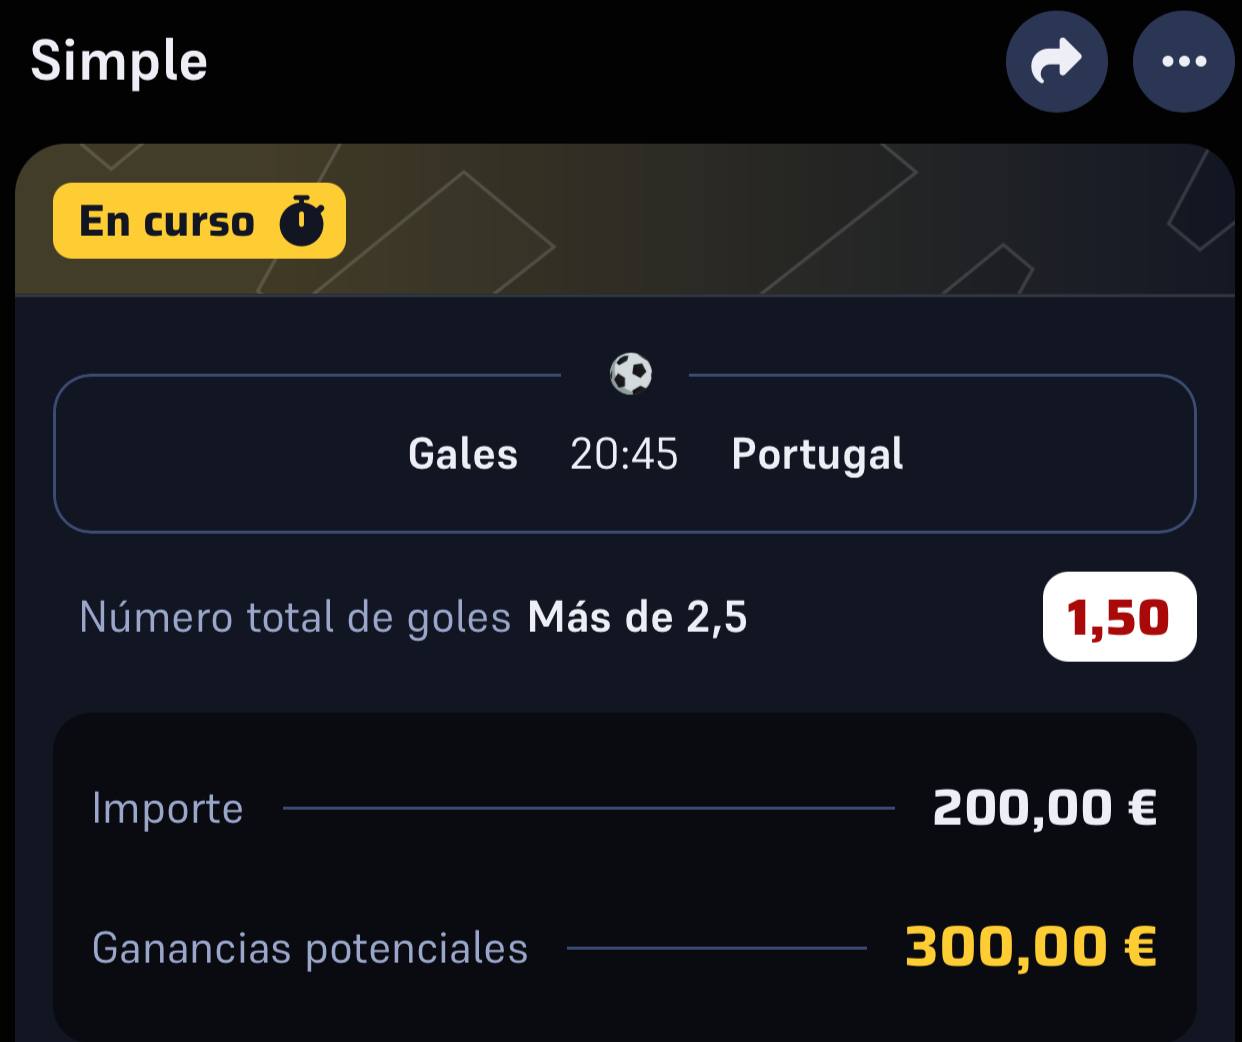 Simple
En curso
Gales 20:45 Portugal
Número total de goles Más de 2,5 1,50
Importe 200,00 €
Ganancias potenciales 300,00 €